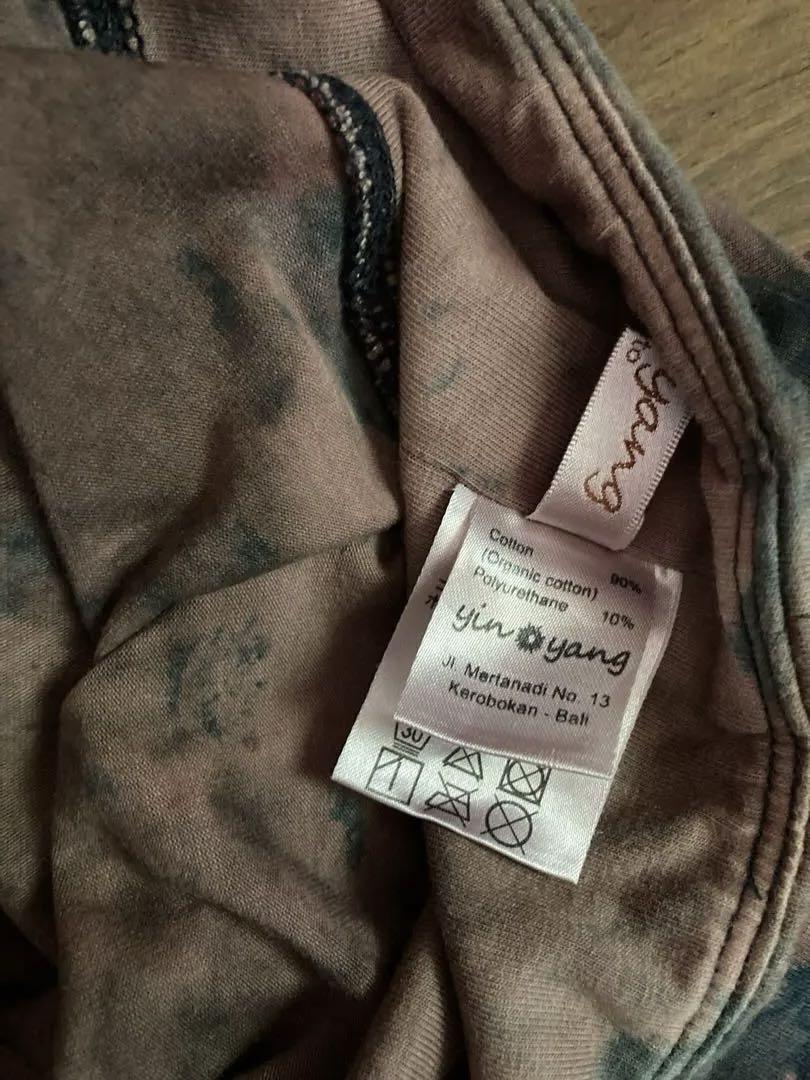 yang
Cotton 90%
(Organic cotton)
Polyurethane 10%
yin yang
Jl. Mertanadi No. 13
Kerobokan - Bali
30